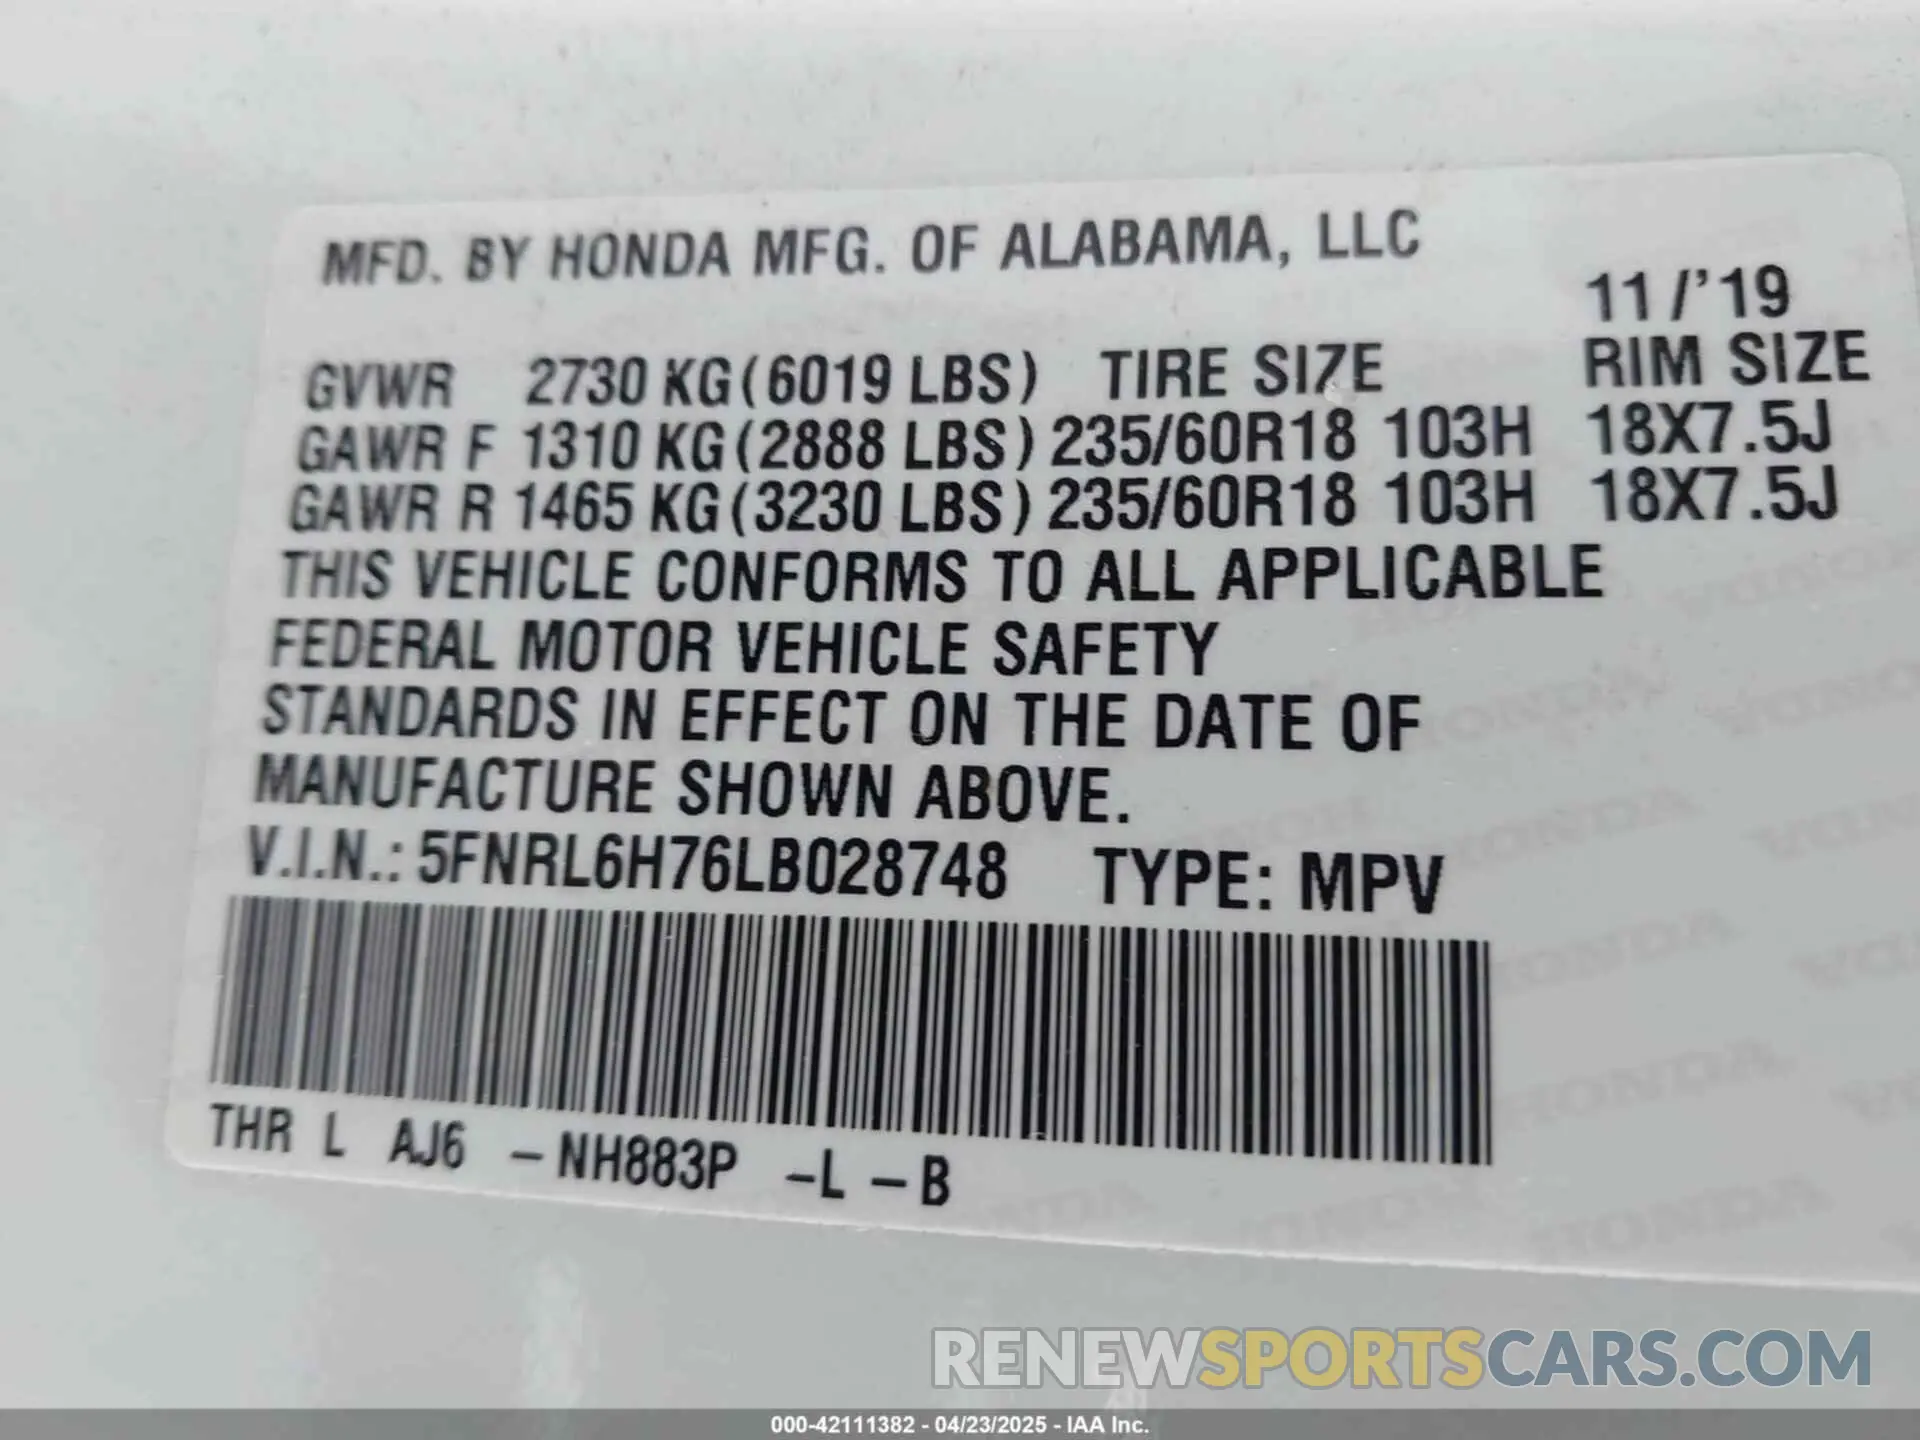 MFD. BY HONDA MFG. OF ALABAMA, LLC
11/'19
GVWR 2730 KG(6019 LBS) TIRE SIZE RIM SIZE
GAWR F 1310 KG(2888 LBS) 235/60R18 103H 18X7.5J
GAWR R 1465 KG(3230 LBS) 235/60R18 103H 18X7.5J
THIS VEHICLE CONFORMS TO ALL APPLICABLE
FEDERAL MOTOR VEHICLE SAFETY
STANDARDS IN EFFECT ON THE DATE OF
MANUFACTURE SHOWN ABOVE.
V.I.N.: 5FNRL6H76LB028748 TYPE: MPV
THR L AJ6 -NH883P -L -B
RENEWSPORTSCARS.COM
000-42111382 - 04/23/2025 - IAA Inc.